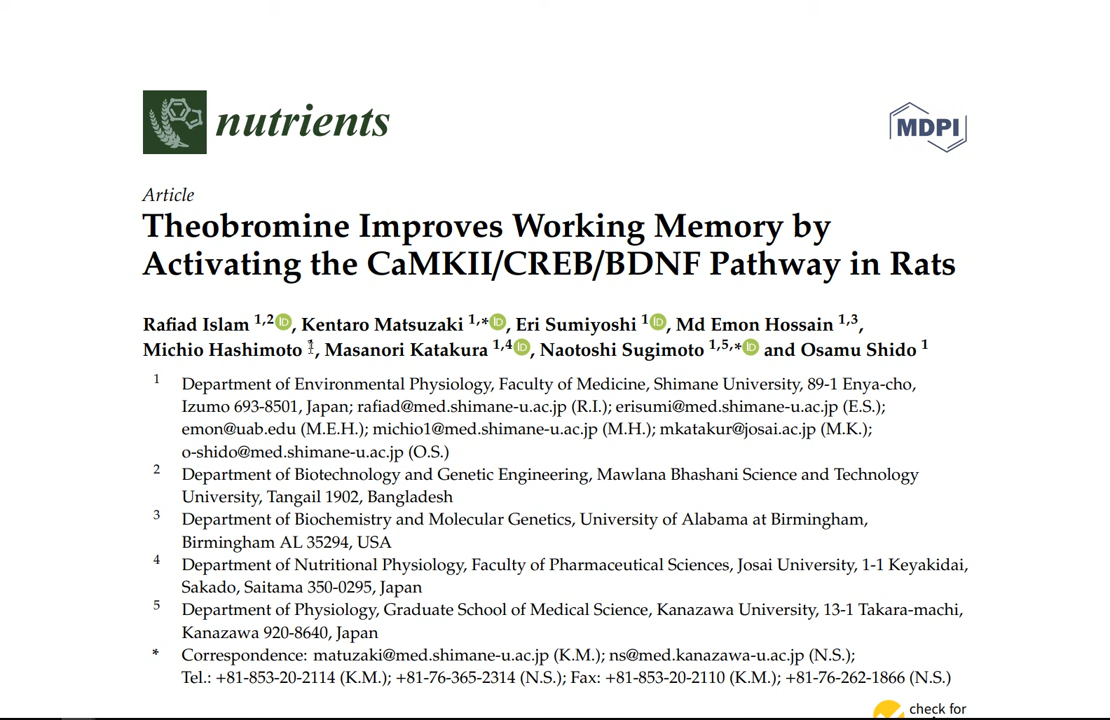 nutrients
MDPI
Article
Theobromine Improves Working Memory by
Activating the CaMKII/CREB/BDNF Pathway in Rats
Rafiad Islam 1,2 iD, Kentaro Matsuzaki 1,* iD, Eri Sumiyoshi 1 iD, Md Emon Hossain 1,3,
Michio Hashimoto 1, Masanori Katakura 1,4 iD, Naotoshi Sugimoto 1,5,* iD and Osamu Shido 1
1 Department of Environmental Physiology, Faculty of Medicine, Shimane University, 89-1 Enya-cho,
Izumo 693-8501, Japan; rafiad@med.shimane-u.ac.jp (R.I.); erisumi@med.shimane-u.ac.jp (E.S.);
emon@uab.edu (M.E.H.); michio1@med.shimane-u.ac.jp (M.H.); mkatakur@josai.ac.jp (M.K.);
o-shido@med.shimane-u.ac.jp (O.S.)
2 Department of Biotechnology and Genetic Engineering, Mawlana Bhashani Science and Technology
University, Tangail 1902, Bangladesh
3 Department of Biochemistry and Molecular Genetics, University of Alabama at Birmingham,
Birmingham AL 35294, USA
4 Department of Nutritional Physiology, Faculty of Pharmaceutical Sciences, Josai University, 1-1 Keyakidai,
Sakado, Saitama 350-0295, Japan
5 Department of Physiology, Graduate School of Medical Science, Kanazawa University, 13-1 Takara-machi,
Kanazawa 920-8640, Japan
* Correspondence: matuzaki@med.shimane-u.ac.jp (K.M.); ns@med.kanazawa-u.ac.jp (N.S.);
Tel.: +81-853-20-2114 (K.M.); +81-76-365-2314 (N.S.); Fax: +81-853-20-2110 (K.M.); +81-76-262-1866 (N.S.)
check for